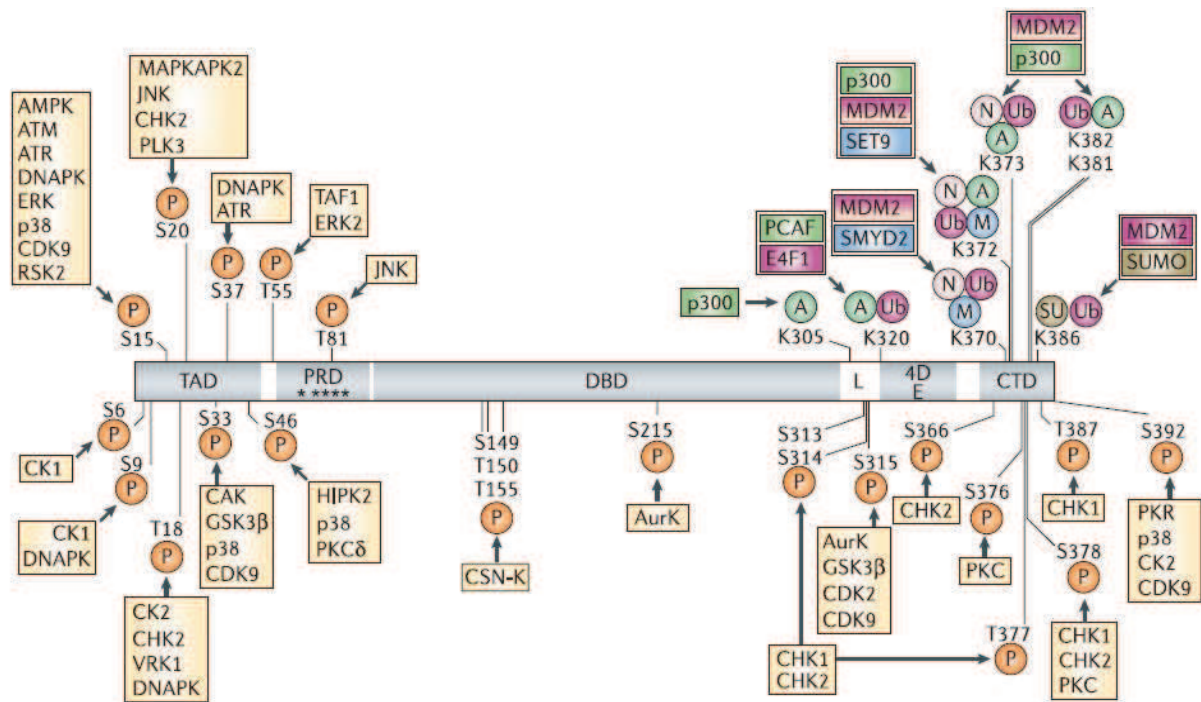 MAPKAPK2
JNK
CHK2
PLK3
P
S20
AMPK
ATM
ATR
DNAPK
ERK
p38
CDK9
RSK2
P
S15
DNAPK
ATR
P
S37
TAF1
ERK2
P
T55
JNK
P
T81
p300
A
K305
PCAF
E4F1
A Ub
K320
MDM2
SMYD2
N Ub
M
K370
p300
MDM2
SET9
N A
Ub M
K372
MDM2
p300
N Ub
A
K373
Ub A
K382
K381
MDM2
SUMO
SU Ub
K386
TAD
PRD
* ****
DBD
L
4D
E
CTD
S6
P
CK1
S9
P
CK1
DNAPK
T18
P
CK2
CHK2
VRK1
DNAPK
S33
P
CAK
GSK3β
p38
CDK9
S46
P
HIPK2
p38
PKCδ
S149
T150
T155
P
CSN-K
S215
P
AurK
S313
S314
P
CHK1
CHK2
S315
P
AurK
GSK3β
CDK2
CDK9
S366
P
CHK2
S376
P
PKC
T377
P
S378
P
CHK1
CHK2
PKC
T387
P
CHK1
S392
P
PKR
p38
CK2
CDK9